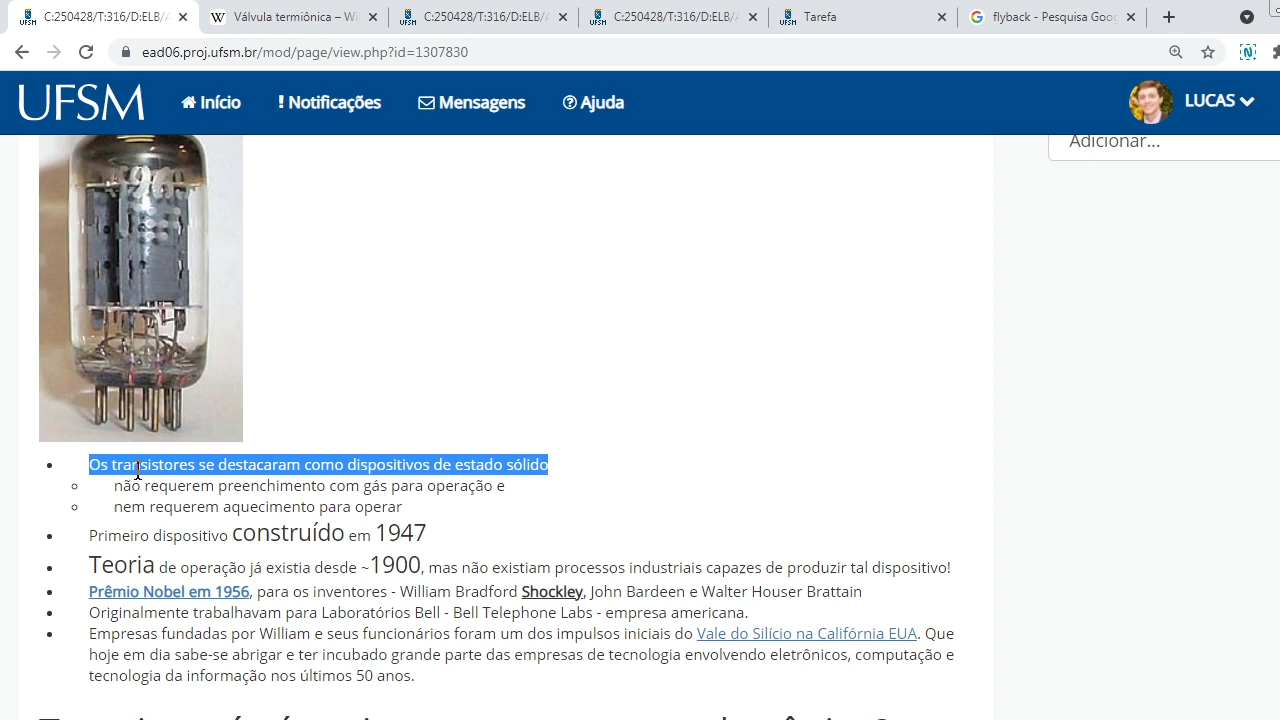 C:250428/T:316/D:ELB/
Válvula termiônica – Wi
C:250428/T:316/D:ELB/
C:250428/T:316/D:ELB/
Tarefa
flyback - Pesquisa Goog
ead06.proj.ufsm.br/mod/page/view.php?id=1307830
UFSM Início ! Notificações Mensagens Ajuda LUCAS
Adicionar...
Os transistores se destacaram como dispositivos de estado sólido
não requerem preenchimento com gás para operação e
nem requerem aquecimento para operar
Primeiro dispositivo construído em 1947
Teoria de operação já existia desde ~1900, mas não existiam processos industriais capazes de produzir tal dispositivo!
Prêmio Nobel em 1956, para os inventores - William Bradford Shockley, John Bardeen e Walter Houser Brattain
Originalmente trabalhavam para Laboratórios Bell - Bell Telephone Labs - empresa americana.
Empresas fundadas por William e seus funcionários foram um dos impulsos iniciais do Vale do Silício na Califórnia EUA. Que
hoje em dia sabe-se abrigar e ter incubado grande parte das empresas de tecnologia envolvendo eletrônicos, computação e
tecnologia da informação nos últimos 50 anos.